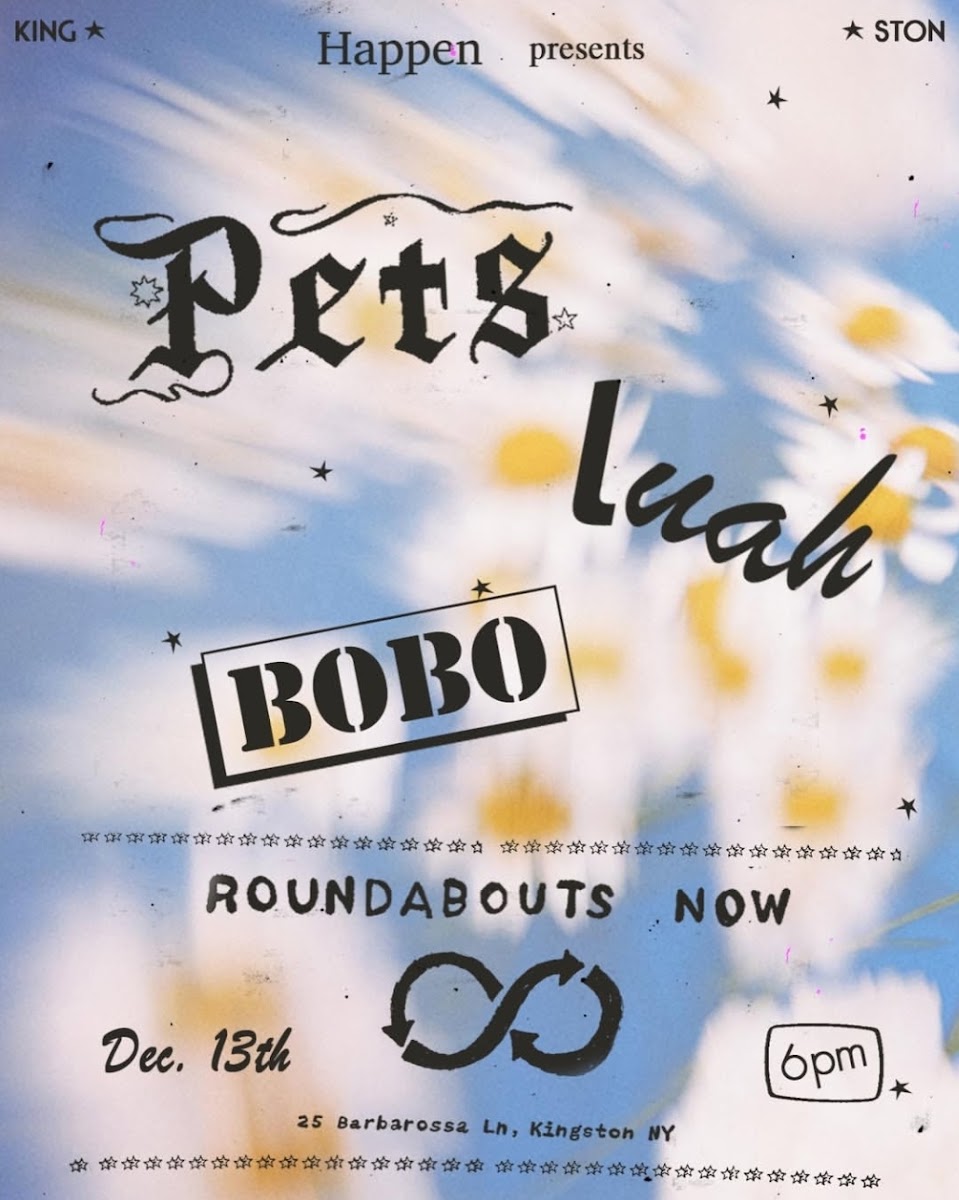 KING ★ ★ STON
Happen presents
Pets
luah
BOBO
ROUNDABOUTS NOW
Dec. 13th
6pm
25 Barbarossa Ln, Kingston NY